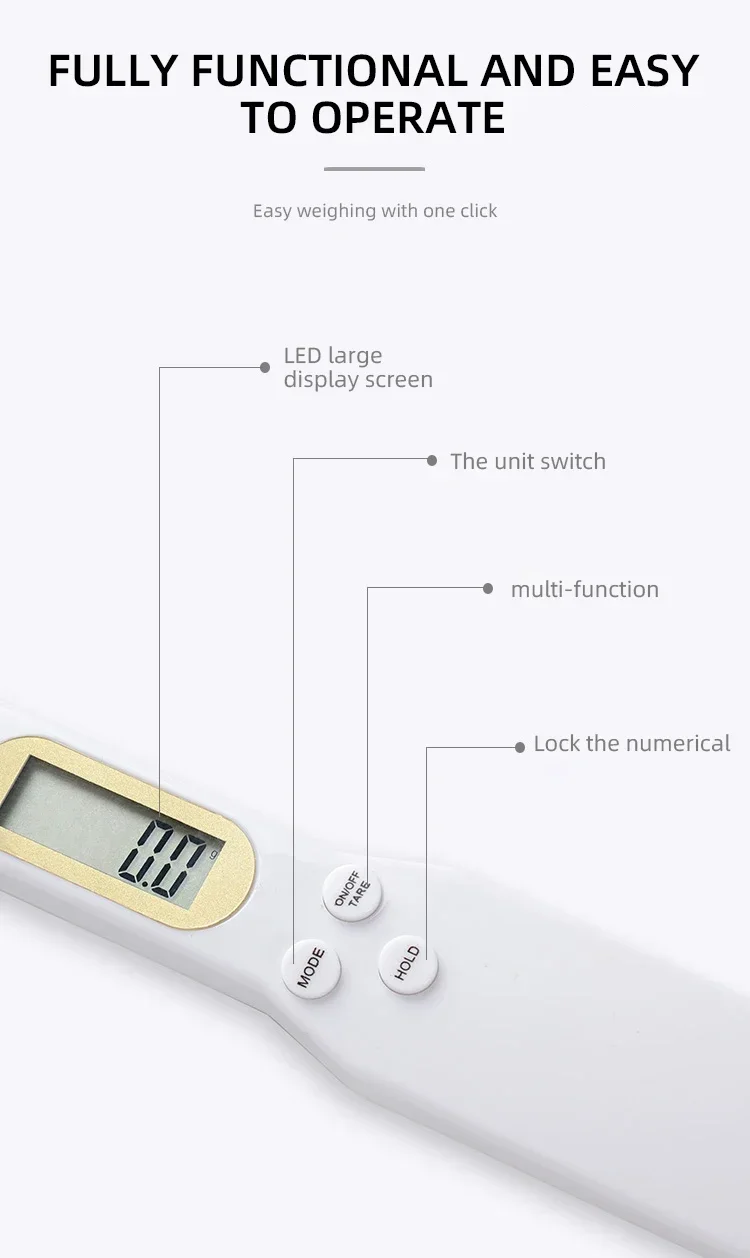 FULLY FUNCTIONAL AND EASY
TO OPERATE
Easy weighing with one click
LED large
display screen
The unit switch
multi-function
Lock the numerical
0.0 g
ON/OFF
TARE
MODE
HOLD